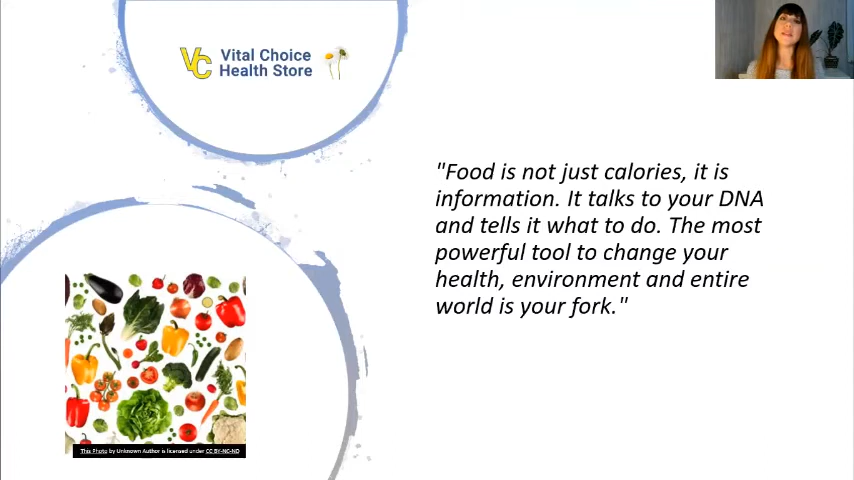 VC
Vital Choice
Health Store
"Food is not just calories, it is
information. It talks to your DNA
and tells it what to do. The most
powerful tool to change your
health, environment and entire
world is your fork."
This Photo by Unknown Author is licensed under CC BY-NC-ND